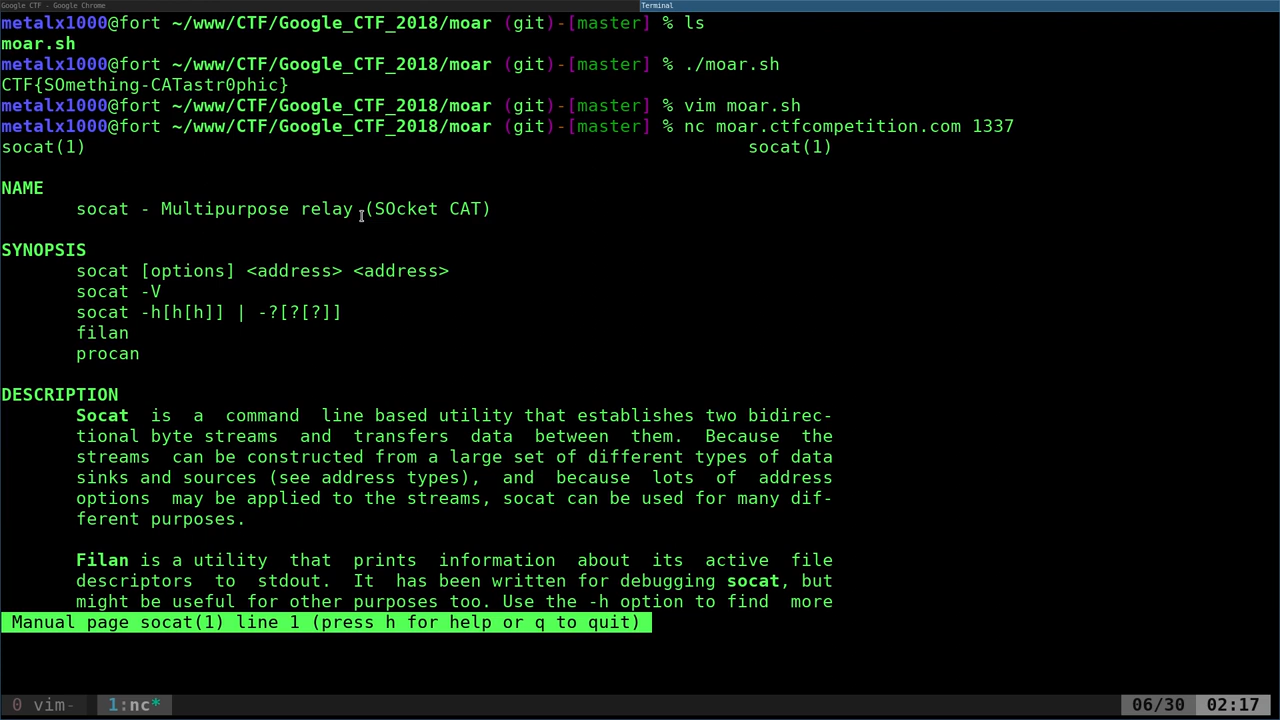 Google CTF - Google Chrome
Terminal
metalx1000@fort ~/www/CTF/Google_CTF_2018/moar (git)-[master] % ls
moar.sh
metalx1000@fort ~/www/CTF/Google_CTF_2018/moar (git)-[master] % ./moar.sh
CTF{SOmething-CATastr0phic}
metalx1000@fort ~/www/CTF/Google_CTF_2018/moar (git)-[master] % vim moar.sh
metalx1000@fort ~/www/CTF/Google_CTF_2018/moar (git)-[master] % nc moar.ctfcompetition.com 1337
socat(1) socat(1)
NAME
socat - Multipurpose relay (SOcket CAT)
SYNOPSIS
socat [options] <address> <address>
socat -V
socat -h[h[h]] | -?[?[?]]
filan
procan
DESCRIPTION
Socat is a command line based utility that establishes two bidirec-
tional byte streams and transfers data between them. Because the
streams can be constructed from a large set of different types of data
sinks and sources (see address types), and because lots of address
options may be applied to the streams, socat can be used for many dif-
ferent purposes.
Filan is a utility that prints information about its active file
descriptors to stdout. It has been written for debugging socat, but
might be useful for other purposes too. Use the -h option to find more
Manual page socat(1) line 1 (press h for help or q to quit)
0 vim- 1:nc* 06/30 02:17